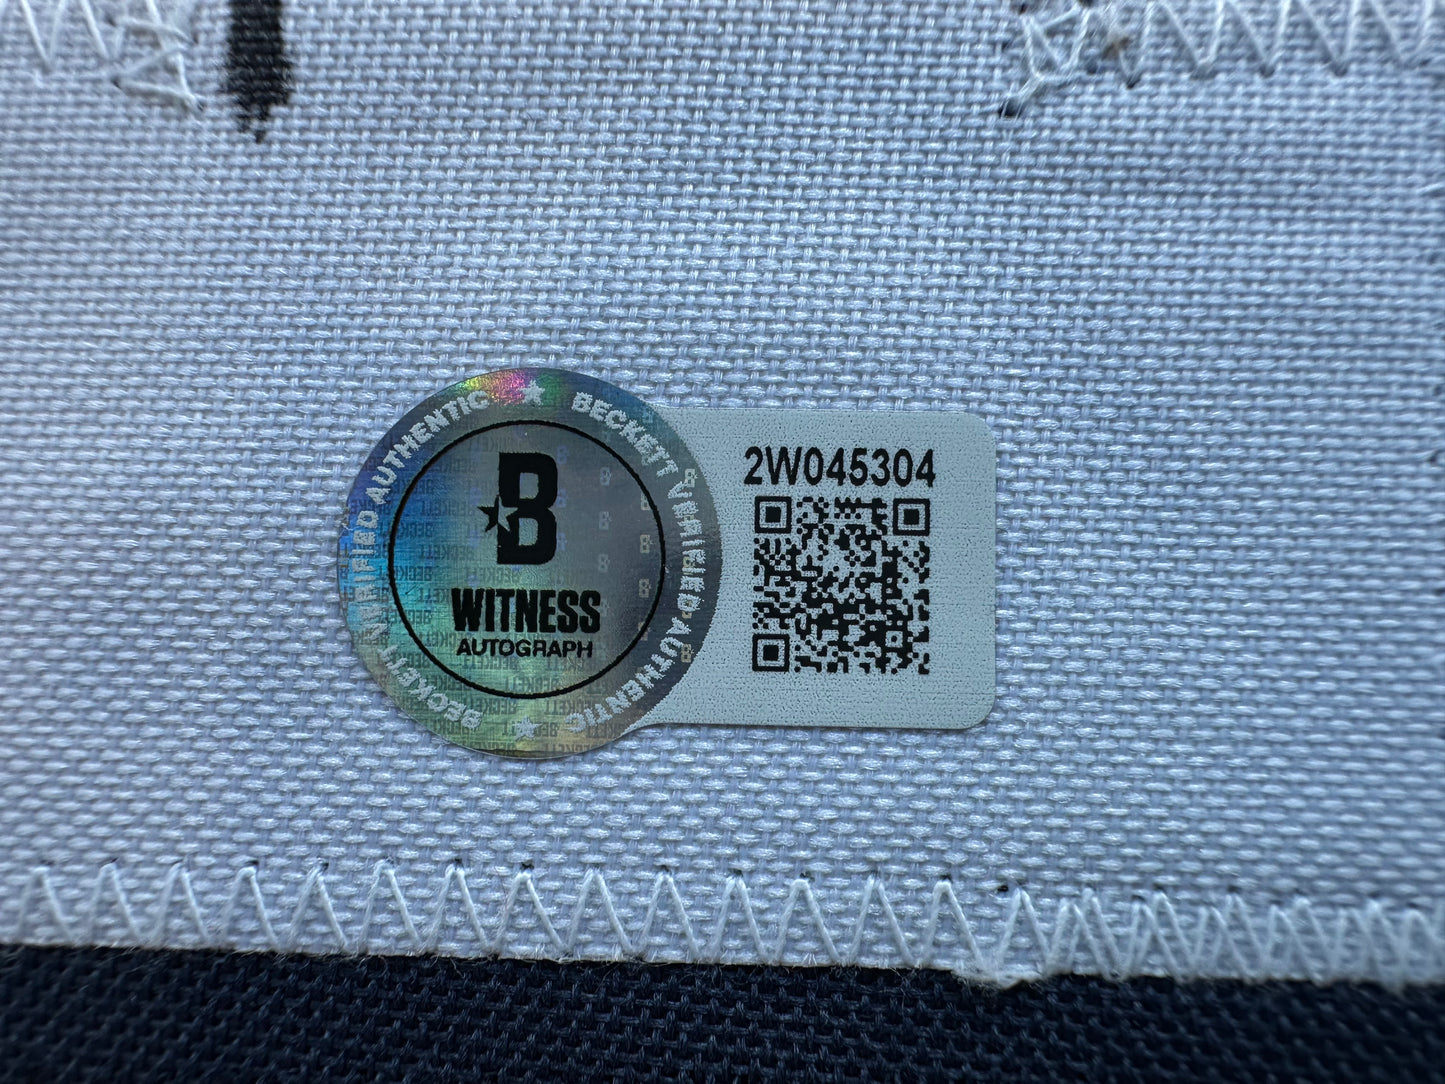 BECKETT VERIFIED AUTHENTIC
BECKETT VERIFIED AUTHENTIC
B
WITNESS
AUTOGRAPH
2W045304